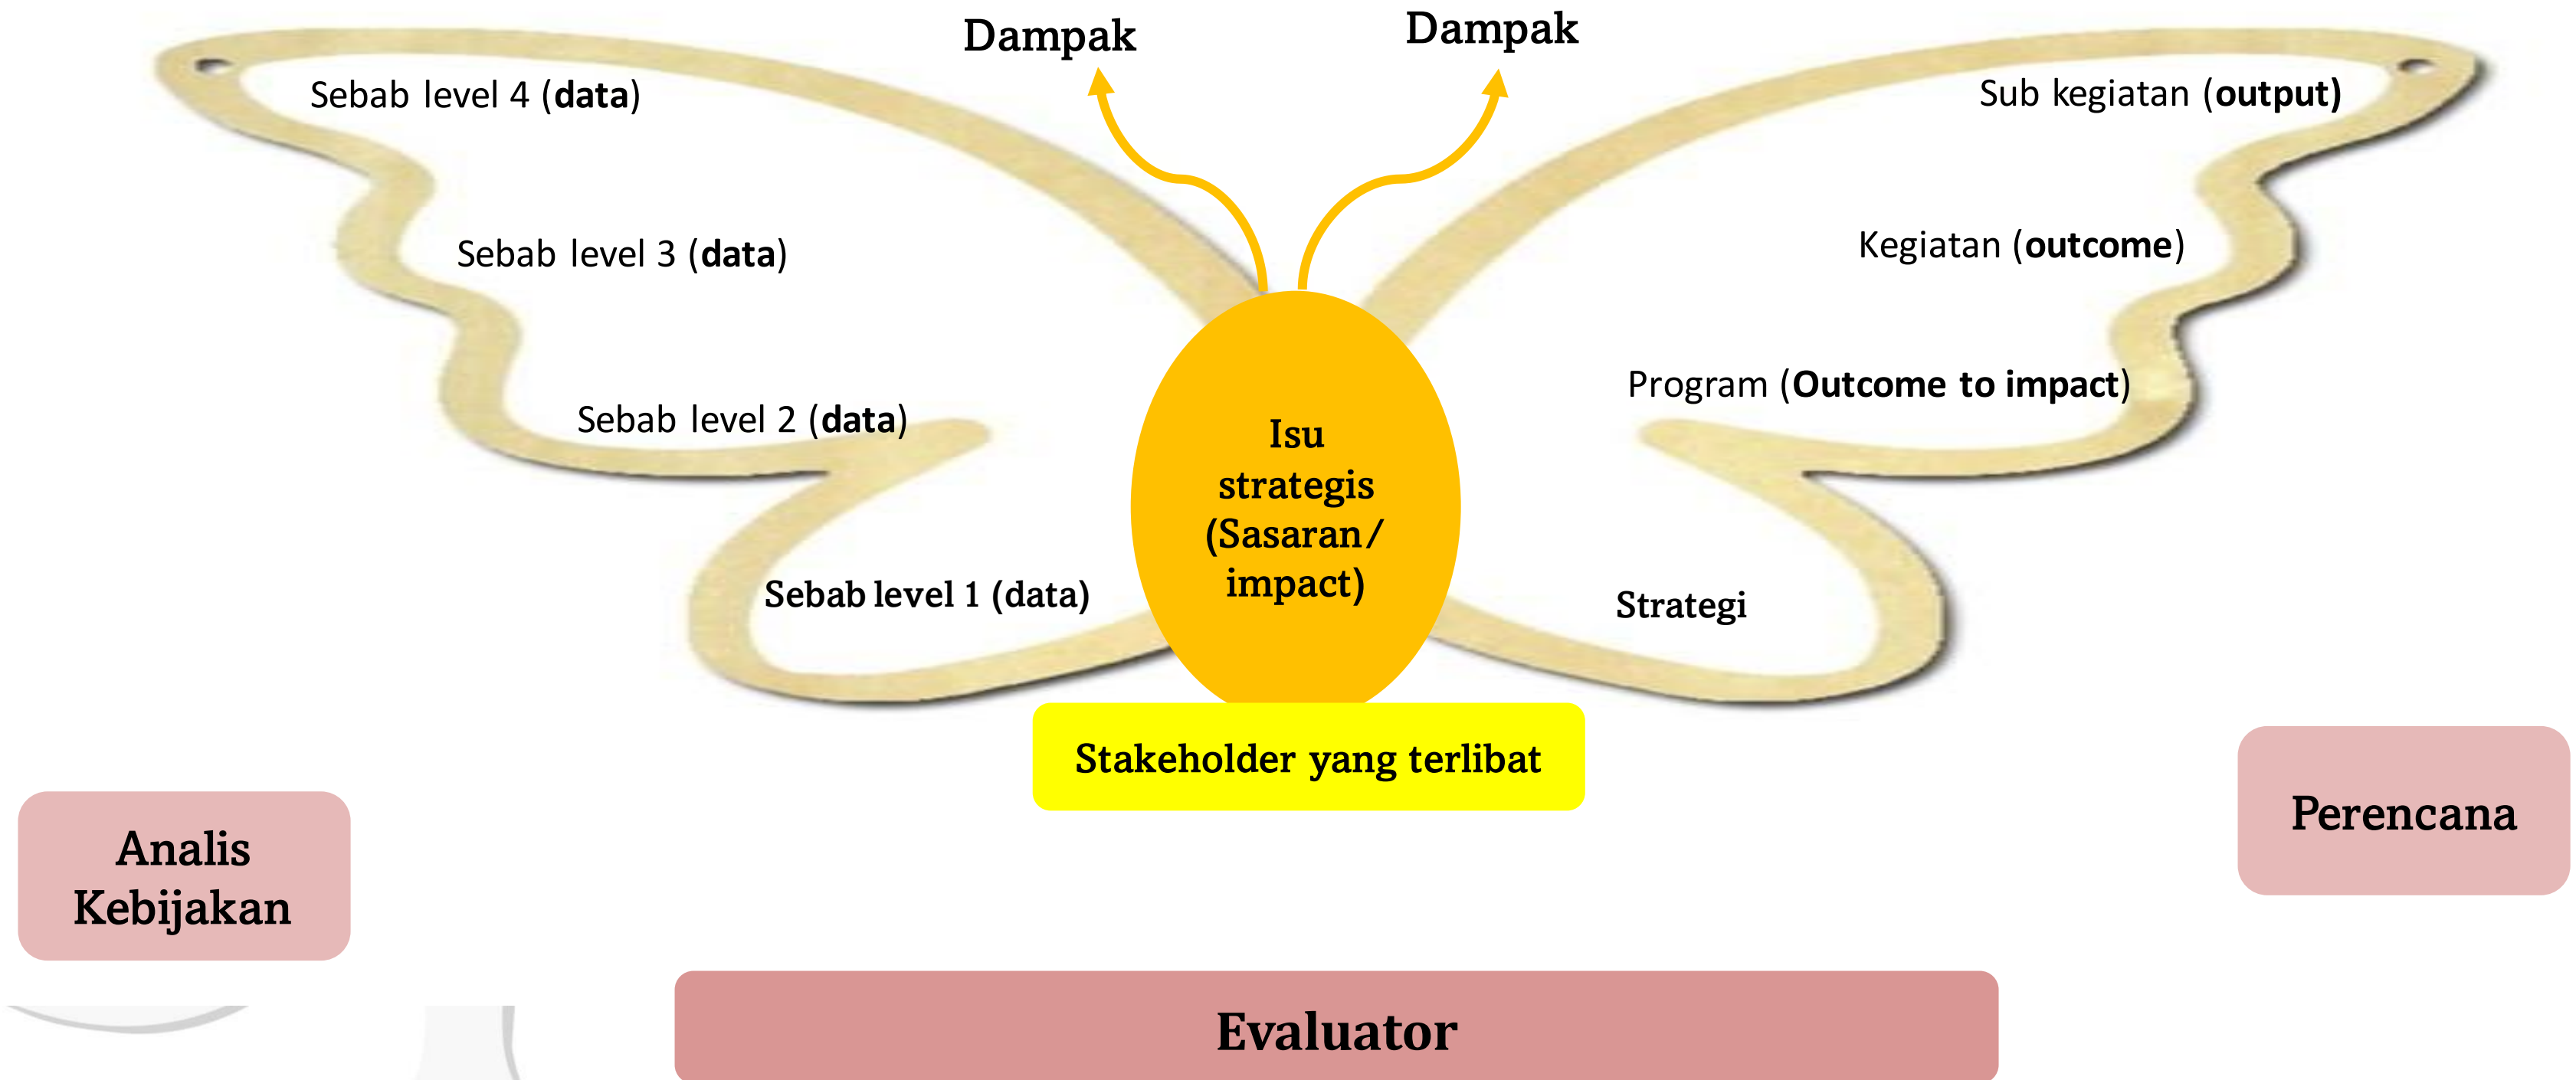 Dampak
Dampak
Sebab level 4 (data)
Sub kegiatan (output)
Sebab level 3 (data)
Kegiatan (outcome)
Program (Outcome to impact)
Sebab level 2 (data)
Isu
strategis
(Sasaran/
impact)
Sebab level 1 (data)
Strategi
Stakeholder yang terlibat
Analis
Kebijakan
Perencana
Evaluator